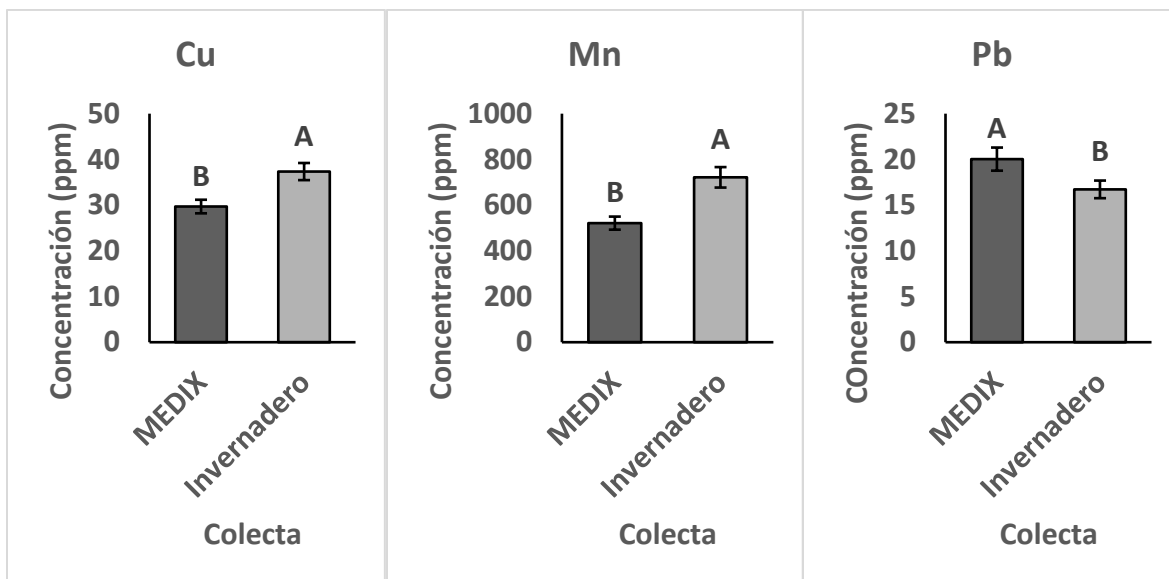 Cu
Concentración (ppm)
50
40
30
20
10
0
B
A
MEDIX
Invernadero
Colecta
Mn
Concentración (ppm)
1000
800
600
400
200
0
B
A
MEDIX
Invernadero
Colecta
Pb
COncentración (ppm)
25
20
15
10
5
0
A
B
MEDIX
Invernadero
Colecta